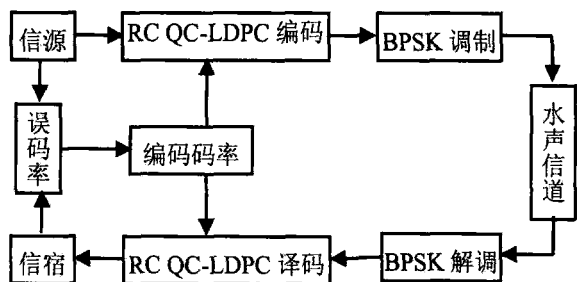 信源
RC QC-LDPC 编码
BPSK 调制
误码率
编码码率
水声信道
信宿
RC QC-LDPC 译码
BPSK 解调